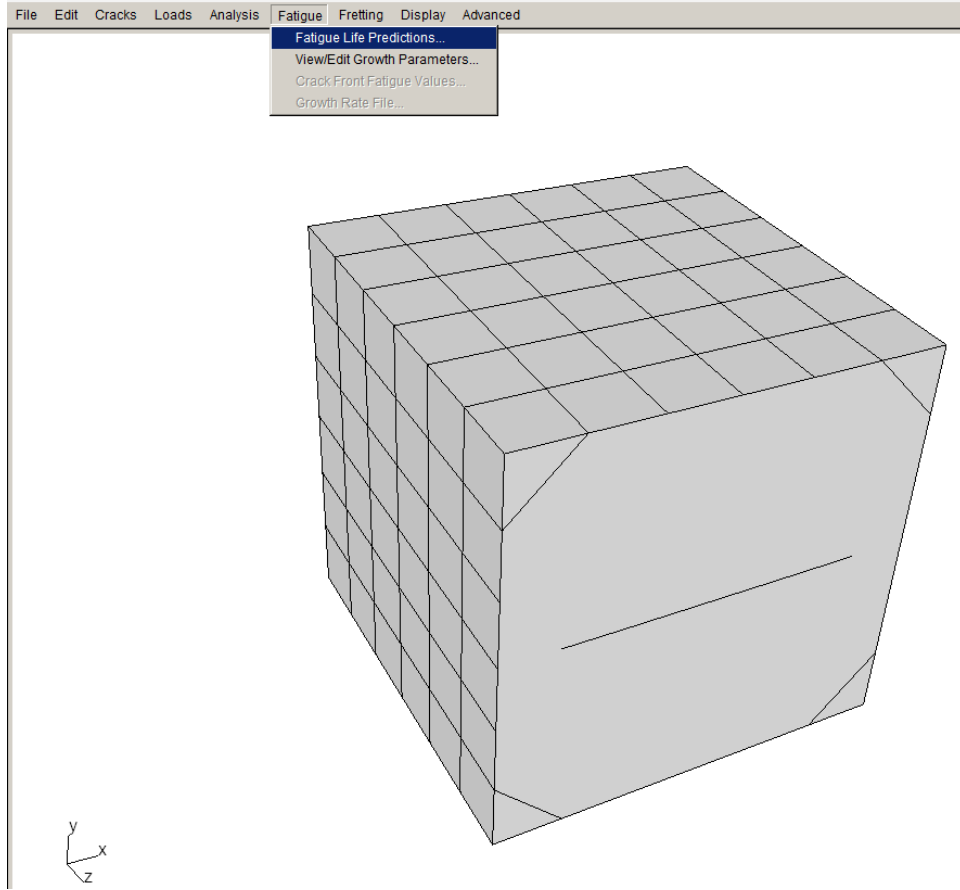 File Edit Cracks Loads Analysis Fatigue Fretting Display Advanced
Fatigue Life Predictions...
View/Edit Growth Parameters...
Crack Front Fatigue Values...
Growth Rate File...
y
x
z